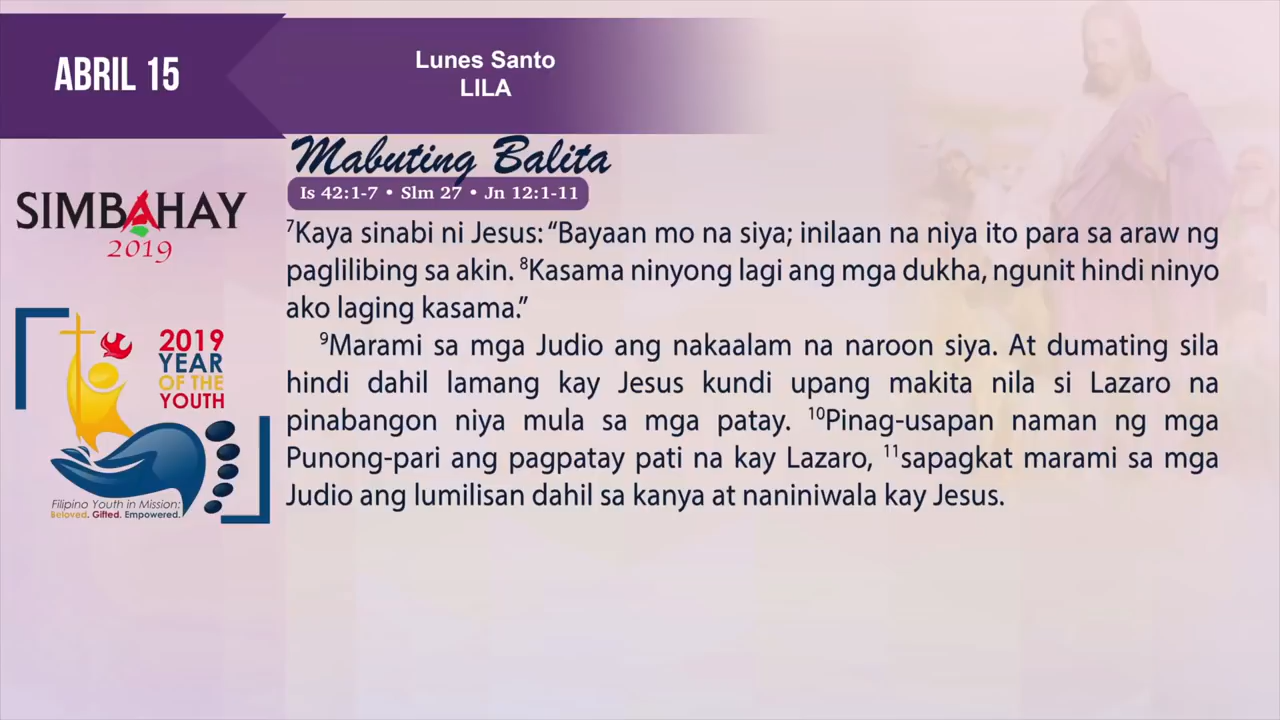 ABRIL 15
Lunes Santo
LILA
Mabuting Balita
Is 42:1-7 • Slm 27 • Jn 12:1-11
SIMBAHAY
2019
2019
YEAR
OF THE
YOUTH
Filipino Youth in Mission:
Beloved. Gifted. Empowered.
⁷Kaya sinabi ni Jesus: “Bayaan mo na siya; inilaan na niya ito para sa araw ng
paglilibing sa akin. ⁸Kasama ninyong lagi ang mga dukha, ngunit hindi ninyo
ako laging kasama.”
⁹Marami sa mga Judio ang nakaalam na naroon siya. At dumating sila
hindi dahil lamang kay Jesus kundi upang makita nila si Lazaro na
pinabangon niya mula sa mga patay. ¹⁰Pinag-usapan naman ng mga
Punong-pari ang pagpatay pati na kay Lazaro, ¹¹sapagkat marami sa mga
Judio ang lumilisan dahil sa kanya at naniniwala kay Jesus.